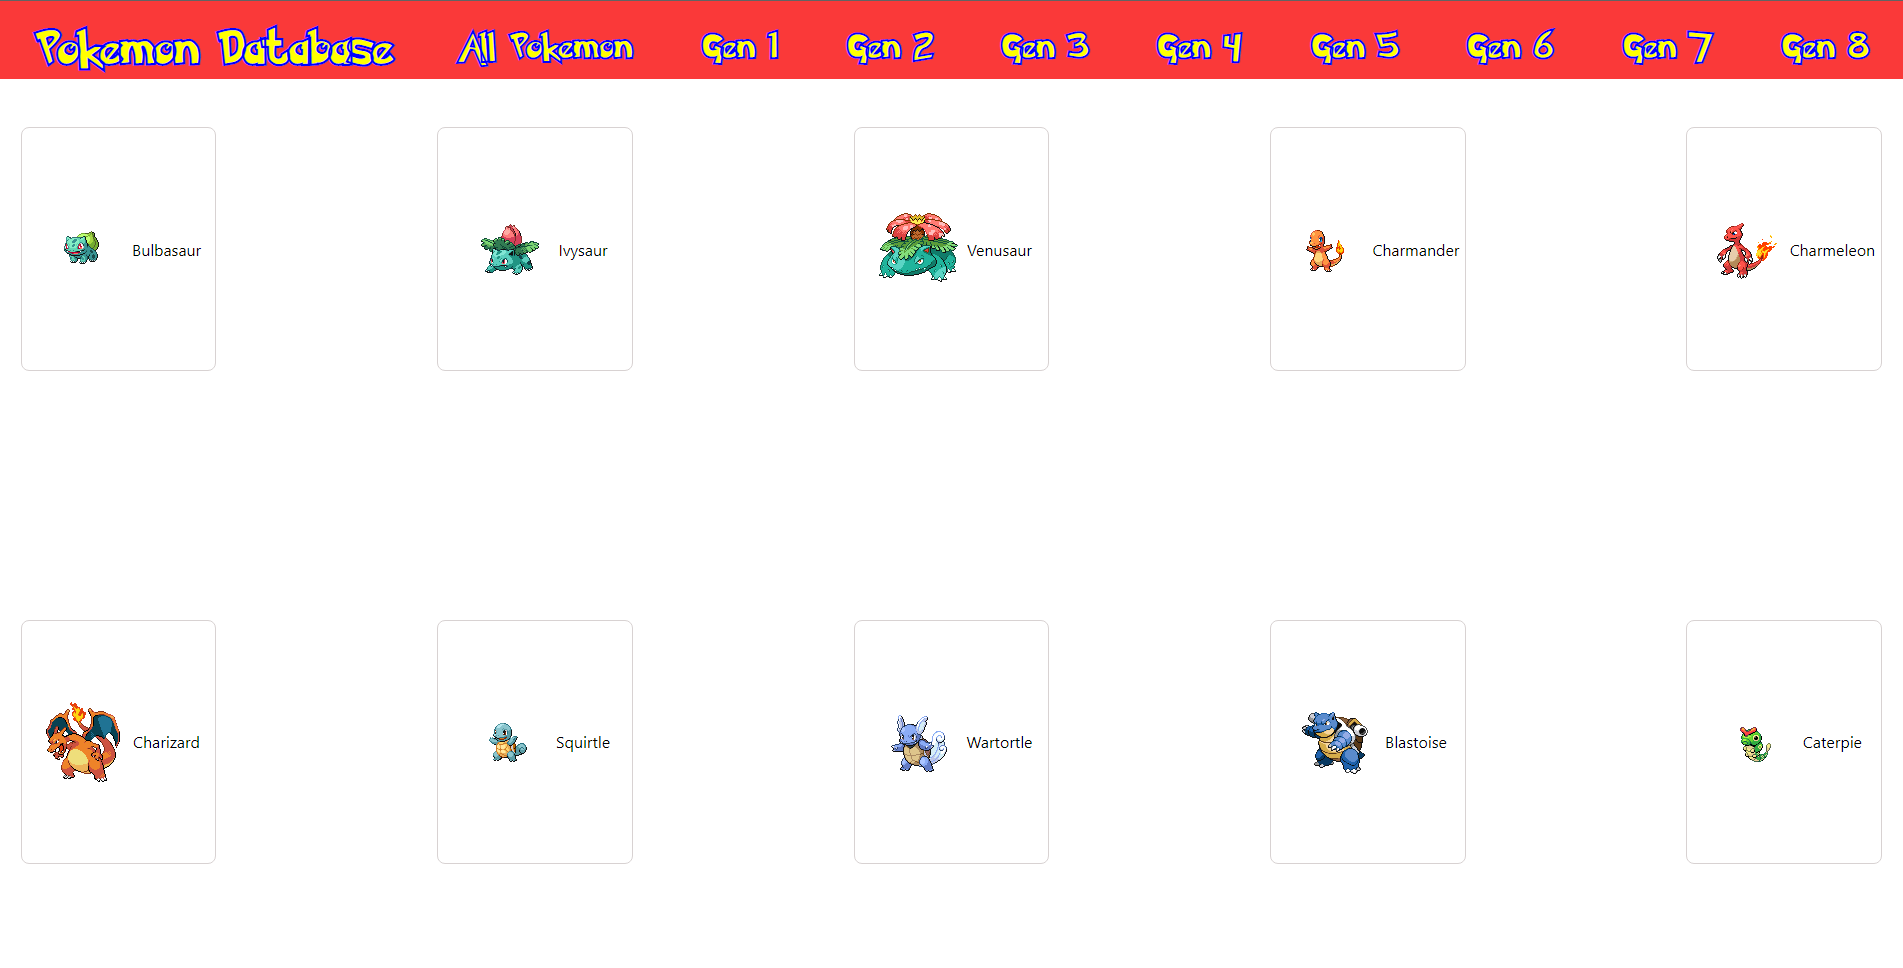 Pokemon Database All Pokemon Gen 1 Gen 2 Gen 3 Gen 4 Gen 5 Gen 6 Gen 7 Gen 8
Bulbasaur
Ivysaur
Venusaur
Charmander
Charmeleon
Charizard
Squirtle
Wartortle
Blastoise
Caterpie